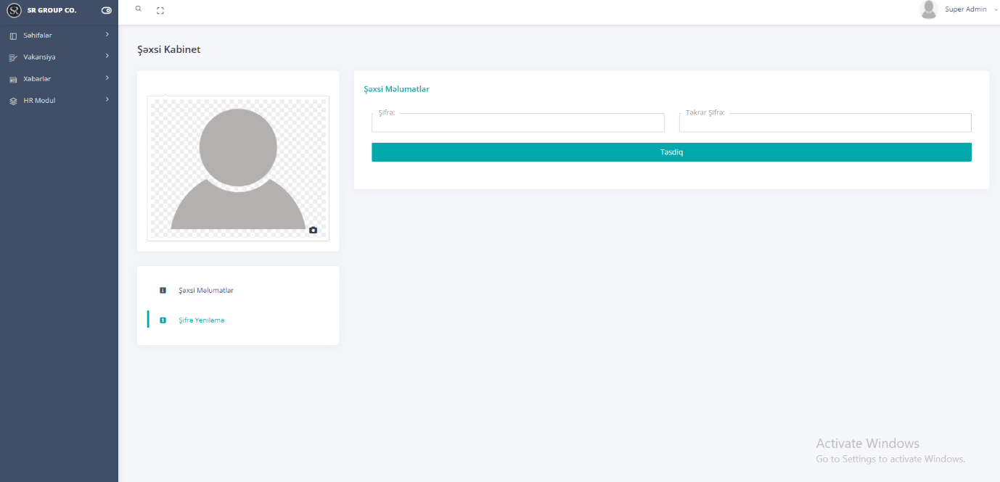 SR GROUP CO.
Super Admin
Səhifələr
Vakansiya
Xəbərlər
HR Modul
Şəxsi Kabinet
Şəxsi Məlumatlar
Şifrə:
Təkrar Şifrə:
Təsdiq
Şəxsi Məlumatlar
Şifrə Yeniləmə
Activate Windows
Go to Settings to activate Windows.